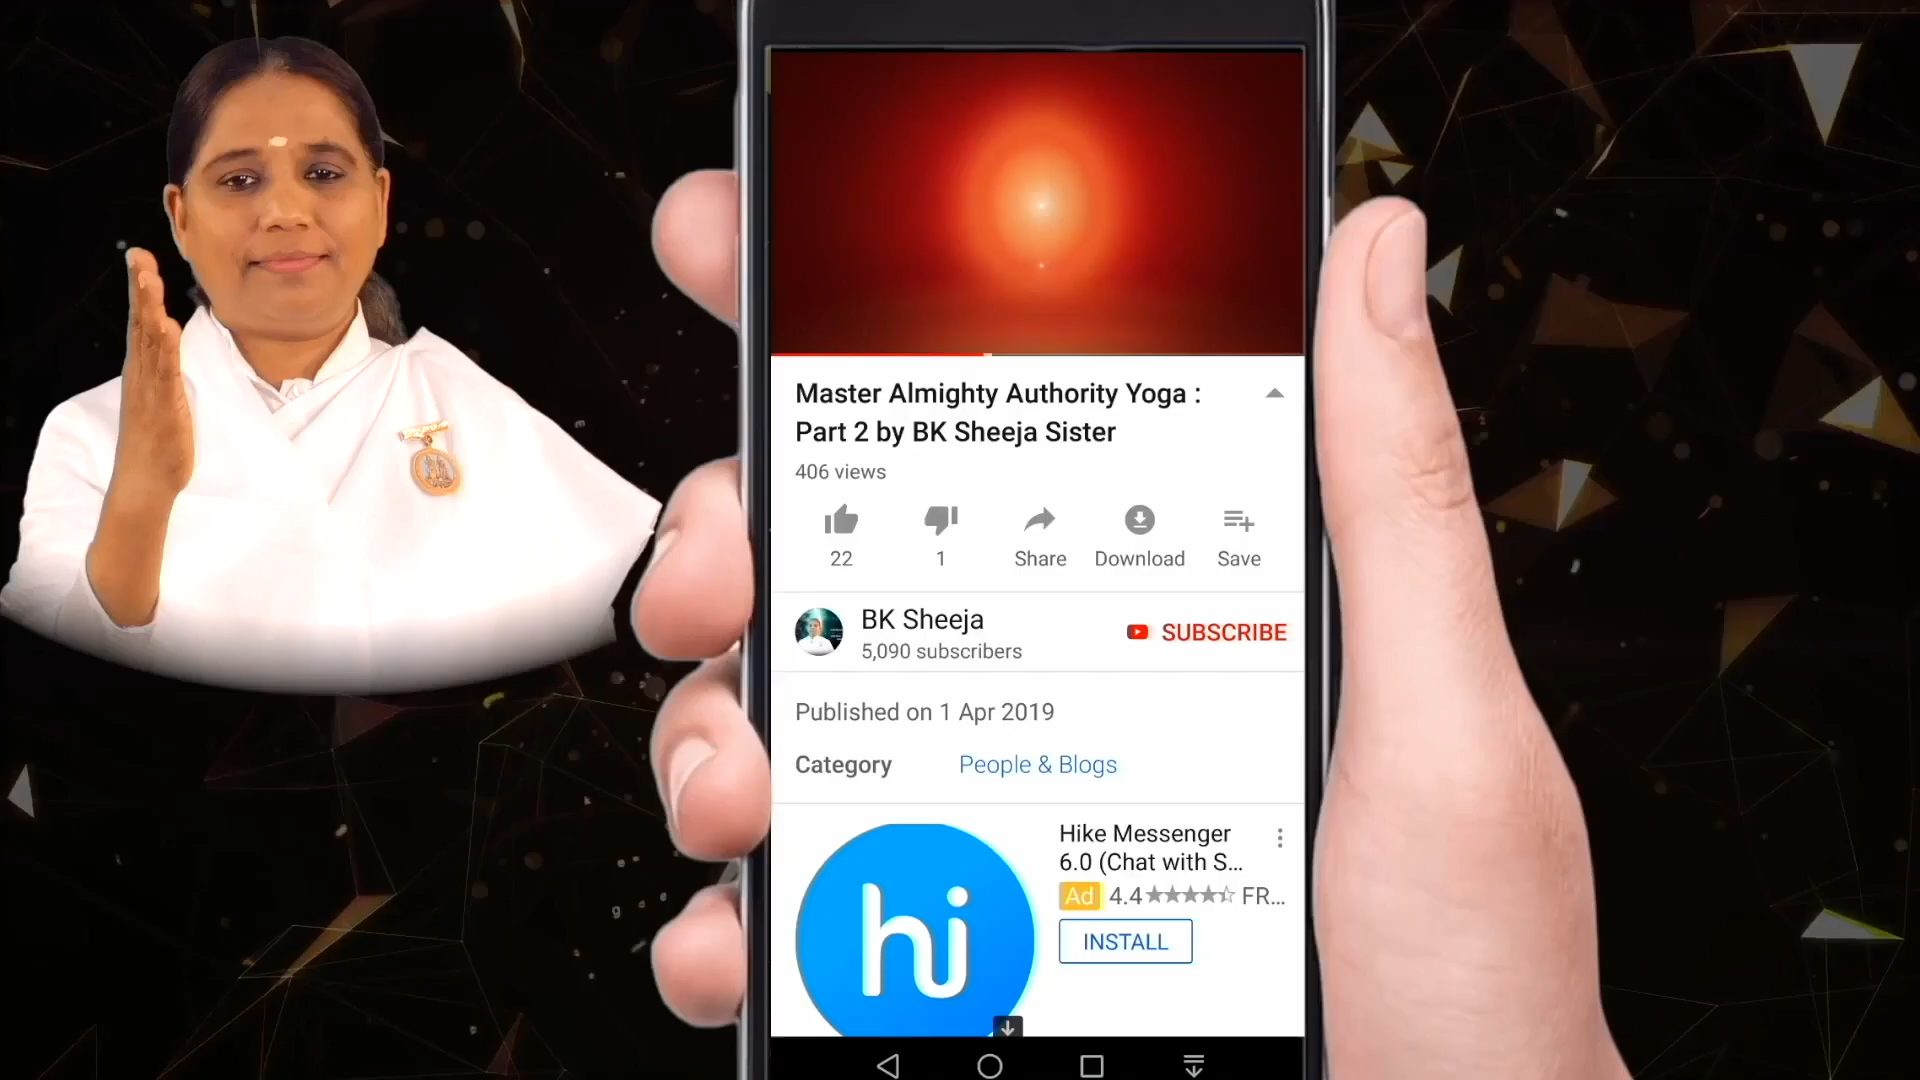 Master Almighty Authority Yoga :
Part 2 by BK Sheeja Sister
406 views
22
1
Share
Download
Save
BK Sheeja
5,090 subscribers
SUBSCRIBE
Published on 1 Apr 2019
Category
People & Blogs
Hike Messenger
6.0 (Chat with S...
Ad 4.4 FR...
INSTALL
hi